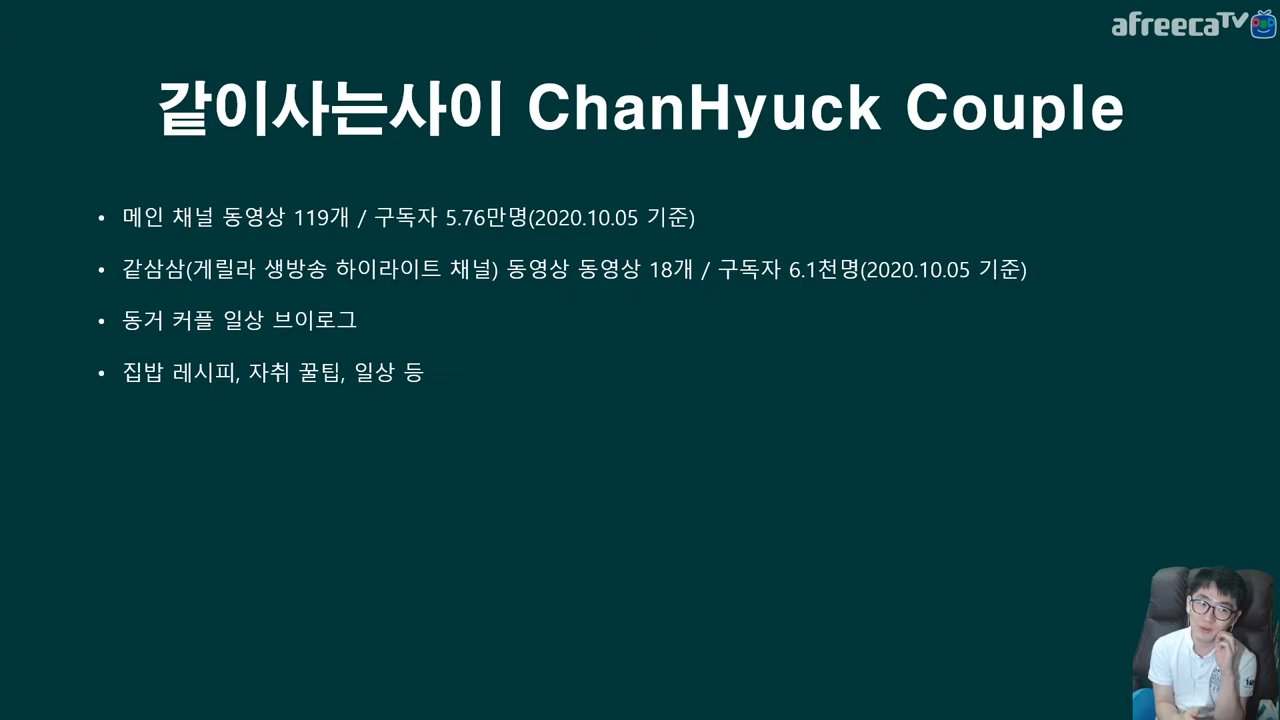 afreecaTV
같이사는사이 ChanHyuck Couple
• 메인 채널 동영상 119개 / 구독자 5.76만명(2020.10.05 기준)
• 같삼삼(게릴라 생방송 하이라이트 채널) 동영상 동영상 18개 / 구독자 6.1천명(2020.10.05 기준)
• 동거 커플 일상 브이로그
• 집밥 레시피, 자취 꿀팁, 일상 등